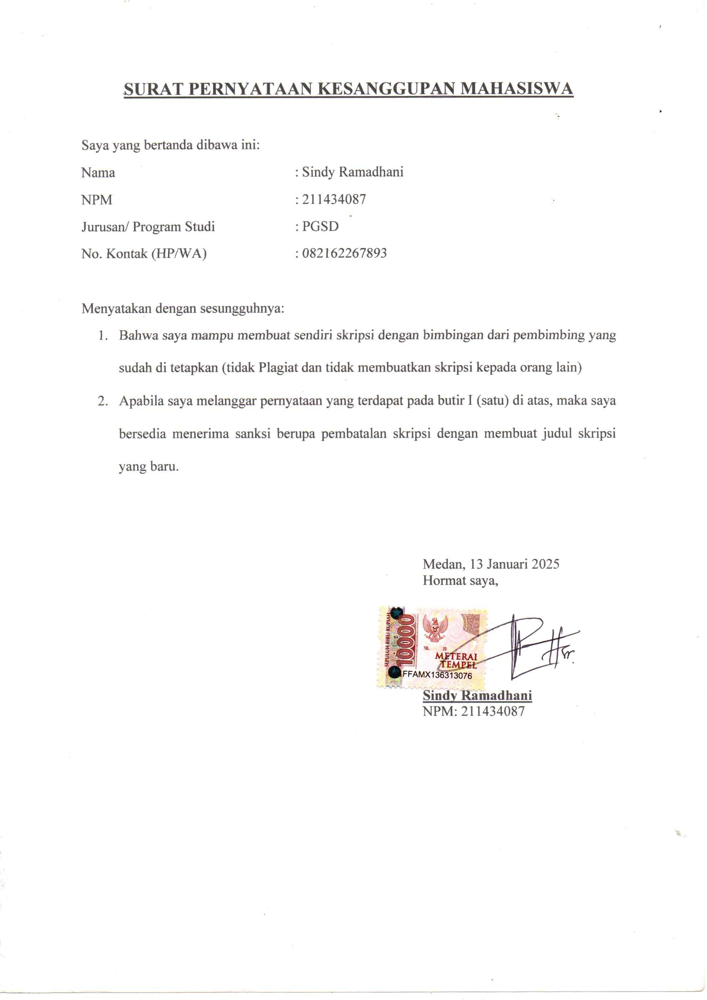 SURAT PERNYATAAN KESANGGUPAN MAHASISWA
Saya yang bertanda dibawa ini:
Nama : Sindy Ramadhani
NPM : 211434087
Jurusan/ Program Studi : PGSD
No. Kontak (HP/WA) : 082162267893
Menyatakan dengan sesungguhnya:
1. Bahwa saya mampu membuat sendiri skripsi dengan bimbingan dari pembimbing yang
sudah di tetapkan (tidak Plagiat dan tidak membuatkan skripsi kepada orang lain)
2. Apabila saya melanggar pernyataan yang terdapat pada butir I (satu) di atas, maka saya
bersedia menerima sanksi berupa pembatalan skripsi dengan membuat judul skripsi
yang baru.
Medan, 13 Januari 2025
Hormat saya,
SEPULUH RIBU RUPIAH
10000
TGL. 20
METERAI
TEMPEL
FFAMX136313076
Sindy Ramadhani
NPM: 211434087